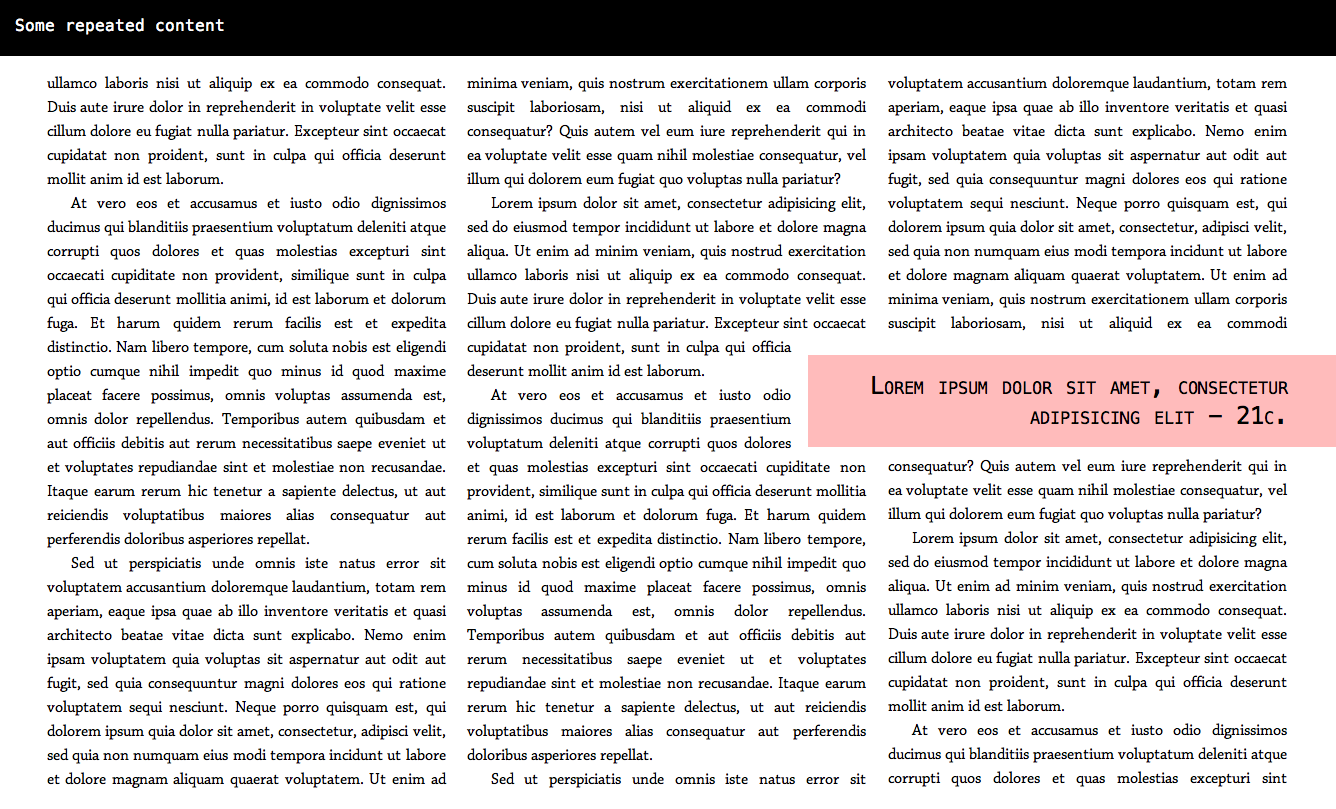 Some repeated content
ullamco laboris nisi ut aliquip ex ea commodo consequat.
Duis aute irure dolor in reprehenderit in voluptate velit esse
cillum dolore eu fugiat nulla pariatur. Excepteur sint occaecat
cupidatat non proident, sunt in culpa qui officia deserunt
mollit anim id est laborum.
At vero eos et accusamus et iusto odio dignissimos
ducimus qui blanditiis praesentium voluptatum deleniti atque
corrupti quos dolores et quas molestias excepturi sint
occaecati cupiditate non provident, similique sunt in culpa
qui officia deserunt mollitia animi, id est laborum et dolorum
fuga. Et harum quidem rerum facilis est et expedita
distinctio. Nam libero tempore, cum soluta nobis est eligendi
optio cumque nihil impedit quo minus id quod maxime
placeat facere possimus, omnis voluptas assumenda est,
omnis dolor repellendus. Temporibus autem quibusdam et
aut officiis debitis aut rerum necessitatibus saepe eveniet ut
et voluptates repudiandae sint et molestiae non recusandae.
Itaque earum rerum hic tenetur a sapiente delectus, ut aut
reiciendis voluptatibus maiores alias consequatur aut
perferendis doloribus asperiores repellat.
Sed ut perspiciatis unde omnis iste natus error sit
voluptatem accusantium doloremque laudantium, totam rem
aperiam, eaque ipsa quae ab illo inventore veritatis et quasi
architecto beatae vitae dicta sunt explicabo. Nemo enim
ipsam voluptatem quia voluptas sit aspernatur aut odit aut
fugit, sed quia consequuntur magni dolores eos qui ratione
voluptatem sequi nesciunt. Neque porro quisquam est, qui
dolorem ipsum quia dolor sit amet, consectetur, adipisci velit,
sed quia non numquam eius modi tempora incidunt ut labore
et dolore magnam aliquam quaerat voluptatem. Ut enim ad
minima veniam, quis nostrum exercitationem ullam corporis
suscipit laboriosam, nisi ut aliquid ex ea commodi
consequatur? Quis autem vel eum iure reprehenderit qui in
ea voluptate velit esse quam nihil molestiae consequatur, vel
illum qui dolorem eum fugiat quo voluptas nulla pariatur?
Lorem ipsum dolor sit amet, consectetur adipisicing elit,
sed do eiusmod tempor incididunt ut labore et dolore magna
aliqua. Ut enim ad minim veniam, quis nostrud exercitation
ullamco laboris nisi ut aliquip ex ea commodo consequat.
Duis aute irure dolor in reprehenderit in voluptate velit esse
cillum dolore eu fugiat nulla pariatur. Excepteur sint occaecat
cupidatat non proident, sunt in culpa qui officia
deserunt mollit anim id est laborum.
At vero eos et accusamus et iusto odio
dignissimos ducimus qui blanditiis praesentium
voluptatum deleniti atque corrupti quos dolores
et quas molestias excepturi sint occaecati cupiditate non
provident, similique sunt in culpa qui officia deserunt mollitia
animi, id est laborum et dolorum fuga. Et harum quidem
rerum facilis est et expedita distinctio. Nam libero tempore,
cum soluta nobis est eligendi optio cumque nihil impedit quo
minus id quod maxime placeat facere possimus, omnis
voluptas assumenda est, omnis dolor repellendus.
Temporibus autem quibusdam et aut officiis debitis aut
rerum necessitatibus saepe eveniet ut et voluptates
repudiandae sint et molestiae non recusandae. Itaque earum
rerum hic tenetur a sapiente delectus, ut aut reiciendis
voluptatibus maiores alias consequatur aut perferendis
doloribus asperiores repellat.
Sed ut perspiciatis unde omnis iste natus error sit
voluptatem accusantium doloremque laudantium, totam rem
aperiam, eaque ipsa quae ab illo inventore veritatis et quasi
architecto beatae vitae dicta sunt explicabo. Nemo enim
ipsam voluptatem quia voluptas sit aspernatur aut odit aut
fugit, sed quia consequuntur magni dolores eos qui ratione
voluptatem sequi nesciunt. Neque porro quisquam est, qui
dolorem ipsum quia dolor sit amet, consectetur, adipisci velit,
sed quia non numquam eius modi tempora incidunt ut labore
et dolore magnam aliquam quaerat voluptatem. Ut enim ad
minima veniam, quis nostrum exercitationem ullam corporis
suscipit laboriosam, nisi ut aliquid ex ea commodi
Lorem ipsum dolor sit amet, consectetur
adipisicing elit – 21c.
consequatur? Quis autem vel eum iure reprehenderit qui in
ea voluptate velit esse quam nihil molestiae consequatur, vel
illum qui dolorem eum fugiat quo voluptas nulla pariatur?
Lorem ipsum dolor sit amet, consectetur adipisicing elit,
sed do eiusmod tempor incididunt ut labore et dolore magna
aliqua. Ut enim ad minim veniam, quis nostrud exercitation
ullamco laboris nisi ut aliquip ex ea commodo consequat.
Duis aute irure dolor in reprehenderit in voluptate velit esse
cillum dolore eu fugiat nulla pariatur. Excepteur sint occaecat
cupidatat non proident, sunt in culpa qui officia deserunt
mollit anim id est laborum.
At vero eos et accusamus et iusto odio dignissimos
ducimus qui blanditiis praesentium voluptatum deleniti atque
corrupti quos dolores et quas molestias excepturi sint